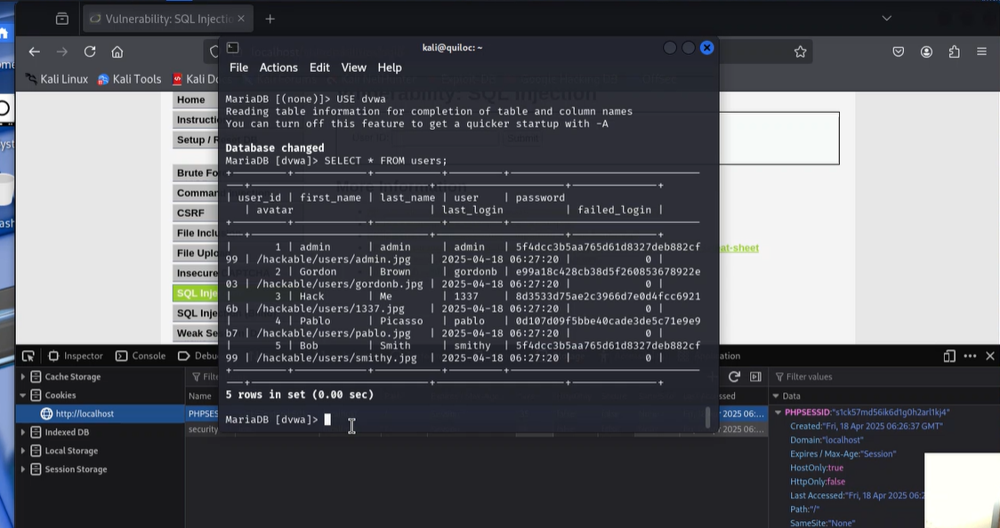 Vulnerability: SQL Injectio
kali@quiloc: ~
Kali Linux
Kali Tools
Kali Do
File Actions Edit View Help
Home
Instructi
Setup / R
Brute Fo
Comman
CSRF
File Inclu
File Uplo
Insecure
SQL Inje
SQL Inje
Weak Se
MariaDB [(none)]> USE dvwa
Reading table information for completion of table and column names
You can turn off this feature to get a quicker startup with -A
Database changed
MariaDB [dvwa]> SELECT * FROM users;
| user_id | first_name | last_name | user | password
| avatar | last_login | failed_login |
| 1 | admin | admin | admin | 5f4dcc3b5aa765d61d8327deb882cf
99 | /hackable/users/admin.jpg | 2025-04-18 06:27:20 | 0 |
| 2 | Gordon | Brown | gordonb | e99a18c428cb38d5f260853678922e
03 | /hackable/users/gordonb.jpg | 2025-04-18 06:27:20 | 0 |
| 3 | Hack | Me | 1337 | 8d3533d75ae2c3966d7e0d4fcc6921
6b | /hackable/users/1337.jpg | 2025-04-18 06:27:20 | 0 |
| 4 | Pablo | Picasso | pablo | 0d107d09f5bbe40cade3de5c71e9e9
b7 | /hackable/users/pablo.jpg | 2025-04-18 06:27:20 | 0 |
| 5 | Bob | Smith | smithy | 5f4dcc3b5aa765d61d8327deb882cf
99 | /hackable/users/smithy.jpg | 2025-04-18 06:27:20 | 0 |
5 rows in set (0.00 sec)
MariaDB [dvwa]>
eat-sheet
Inspector
Console
Debu
Cache Storage
Cookies
http://localhost
Indexed DB
Local Storage
Session Storage
Filte
Name
PHPSES
security
ssed
2025 06:...
2025 06:...
Filter values
Data
PHPSESSID:"s1ck57md56ik6d1g0h2arl1kj4"
Created:"Fri, 18 Apr 2025 06:26:37 GMT"
Domain:"localhost"
Expires / Max-Age:"Session"
HostOnly:true
HttpOnly:false
Last Accessed:"Fri, 18 Apr 2025 06:2
Path:"/"
SameSite:"None"